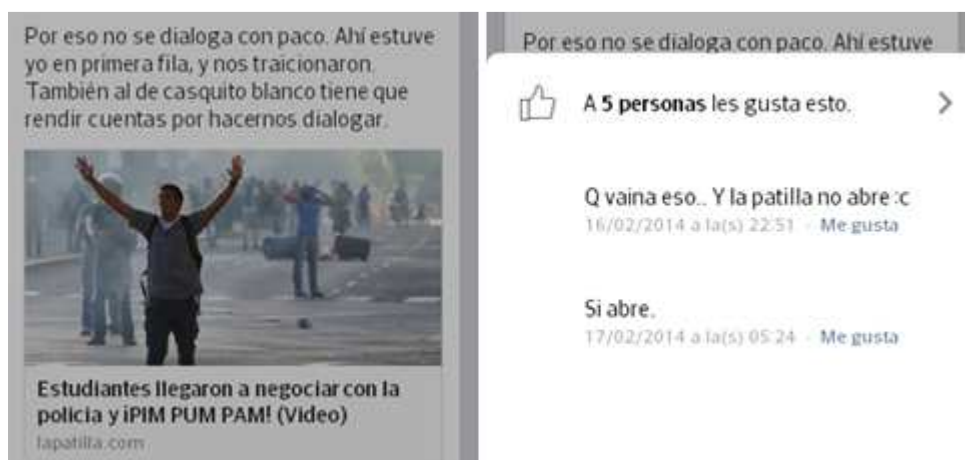 Por eso no se dialoga con paco. Ahí estuve
yo en primera fila, y nos traicionaron.
También al de casquito blanco tiene que
rendir cuentas por hacernos dialogar.
Estudiantes llegaron a negociar con la
policia y ¡PIM PUM PAM! (Video)
lapatilla.com
Por eso no se dialoga con paco. Ahí estuve
A 5 personas les gusta esto.
Q vaina eso.. Y la patilla no abre :c
16/02/2014 a la(s) 22:51 · Me gusta
Si abre.
17/02/2014 a la(s) 05:24 · Me gusta